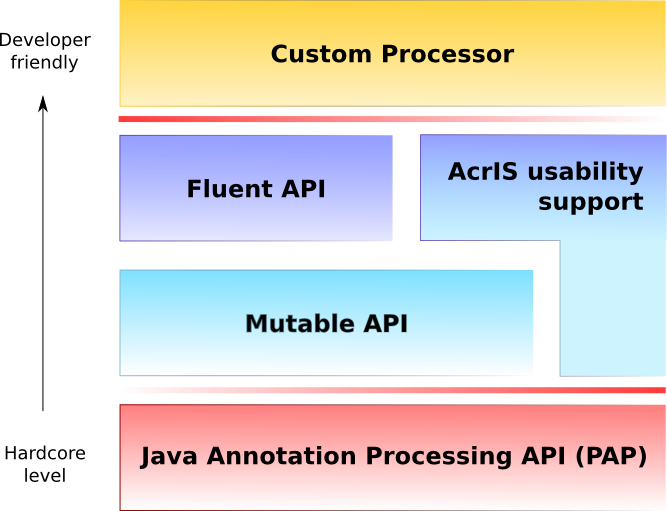 Developer
friendly
Custom Processor
Fluent API
AcrIS usability
support
Mutable API
Hardcore
level
Java Annotation Processing API (PAP)